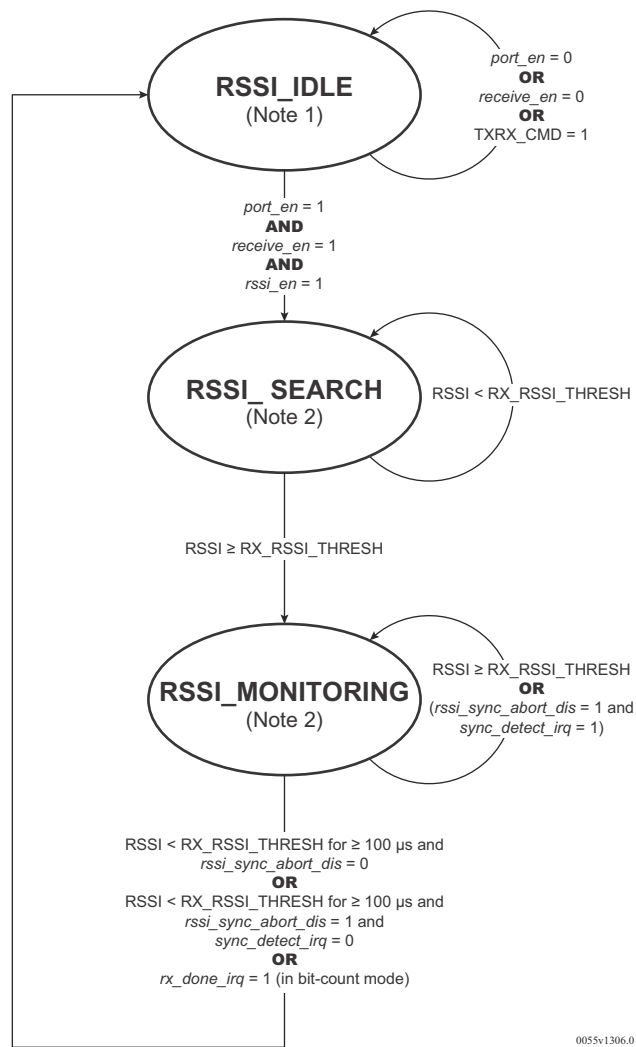 RSSI_IDLE
(Note 1)
port_en = 0
OR
receive_en = 0
OR
TXRX_CMD = 1
port_en = 1
AND
receive_en = 1
AND
rssi_en = 1
RSSI_ SEARCH
(Note 2)
RSSI < RX_RSSI_THRESH
RSSI ≥ RX_RSSI_THRESH
RSSI_MONITORING
(Note 2)
RSSI ≥ RX_RSSI_THRESH
OR
(rssi_sync_abort_dis = 1 and
sync_detect_irq = 1)
RSSI < RX_RSSI_THRESH for ≥ 100 μs and
rssi_sync_abort_dis = 0
OR
RSSI < RX_RSSI_THRESH for ≥ 100 μs and
rssi_sync_abort_dis = 1 and
sync_detect_irq = 0
OR
rx_done_irq = 1 (in bit-count mode)
0055v1306.0